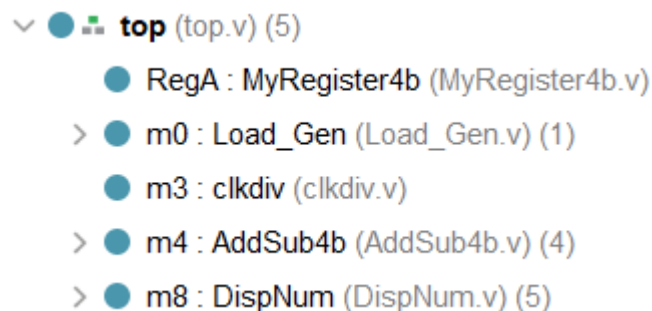 top (top.v) (5)
RegA : MyRegister4b (MyRegister4b.v)
m0 : Load_Gen (Load_Gen.v) (1)
m3 : clkdiv (clkdiv.v)
m4 : AddSub4b (AddSub4b.v) (4)
m8 : DispNum (DispNum.v) (5)